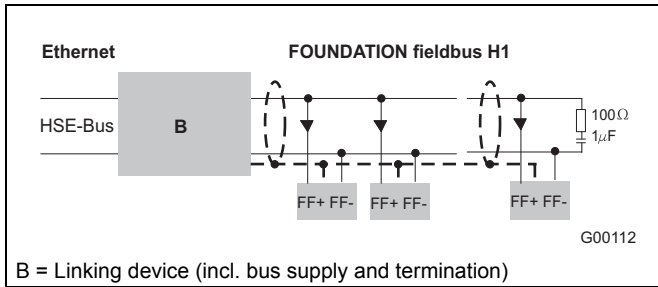 Ethernet FOUNDATION fieldbus H1
HSE-Bus B
100Ω
1µF
FF+ FF- FF+ FF- FF+ FF-
G00112
B = Linking device (incl. bus supply and termination)